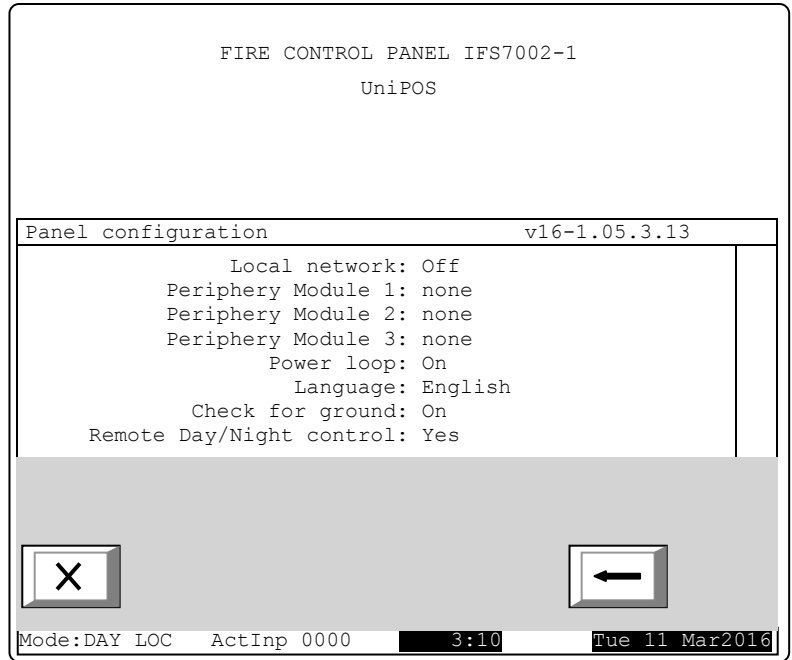 FIRE CONTROL PANEL IFS7002-1
UniPOS
Panel configuration v16-1.05.3.13
Local network: Off
Periphery Module 1: none
Periphery Module 2: none
Periphery Module 3: none
Power loop: On
Language: English
Check for ground: On
Remote Day/Night control: Yes
Mode:DAY LOC ActInp 0000 3:10 Tue 11 Mar2016